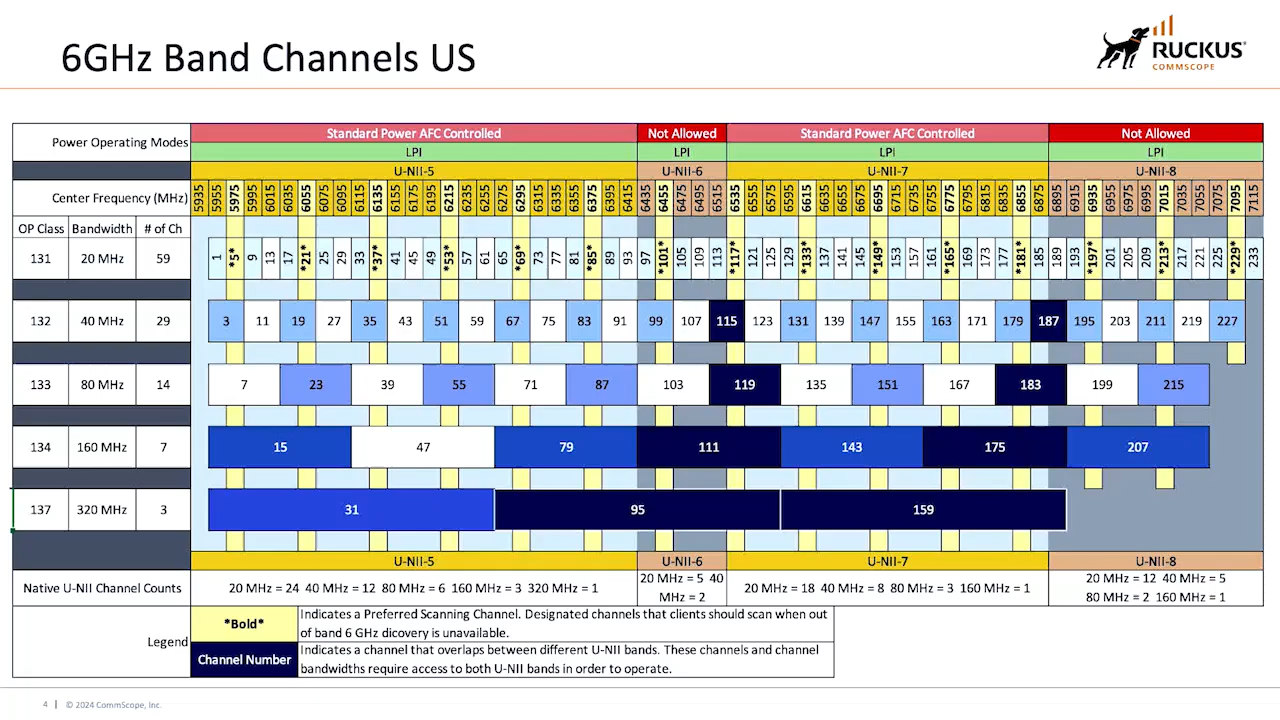 6GHz Band Channels US
RUCKUS®
COMMSCOPE
Power Operating Modes
Standard Power AFC Controlled Not Allowed Standard Power AFC Controlled Not Allowed
LPI LPI LPI LPI
U-NII-5 U-NII-6 U-NII-7 U-NII-8
Center Frequency (MHz) 5935 5955 5975 5995 6015 6035 6055 6075 6095 6115 6135 6155 6175 6195 6215 6235 6255 6275 6295 6315 6335 6355 6375 6395 6415 6435 6455 6475 6495 6515 6535 6555 6575 6595 6615 6635 6655 6675 6695 6715 6735 6755 6775 6795 6815 6835 6855 6875 6895 6915 6935 6955 6975 6995 7015 7035 7055 7075 7095 7115
OP Class Bandwidth # of Ch
131 20 MHz 59 1 *5* 9 13 17 *21* 25 29 33 *37* 41 45 49 *53* 57 61 65 *69* 73 77 81 *85* 89 93 97 *101* 105 109 113 *117* 121 125 129 *133* 137 141 145 *149* 153 157 161 *165* 169 173 177 *181* 185 189 193 *197* 201 205 209 *213* 217 221 225 *229* 233
132 40 MHz 29 3 11 19 27 35 43 51 59 67 75 83 91 99 107 115 123 131 139 147 155 163 171 179 187 195 203 211 219 227
133 80 MHz 14 7 23 39 55 71 87 103 119 135 151 167 183 199 215
134 160 MHz 7 15 47 79 111 143 175 207
137 320 MHz 3 31 95 159
U-NII-5 U-NII-6 U-NII-7 U-NII-8
Native U-NII Channel Counts
20 MHz = 24 40 MHz = 12 80 MHz = 6 160 MHz = 3 320 MHz = 1
20 MHz = 5 40
MHz = 2
20 MHz = 18 40 MHz = 8 80 MHz = 3 160 MHz = 1
20 MHz = 12 40 MHz = 5
80 MHz = 2 160 MHz = 1
Legend
*Bold*
Indicates a Preferred Scanning Channel. Designated channels that clients should scan when out
of band 6 GHz dicovery is unavailable.
Channel Number
Indicates a channel that overlaps between different U-NII bands. These channels and channel
bandwidths require access to both U-NII bands in order to operate.
4 | © 2024 CommScope, Inc.